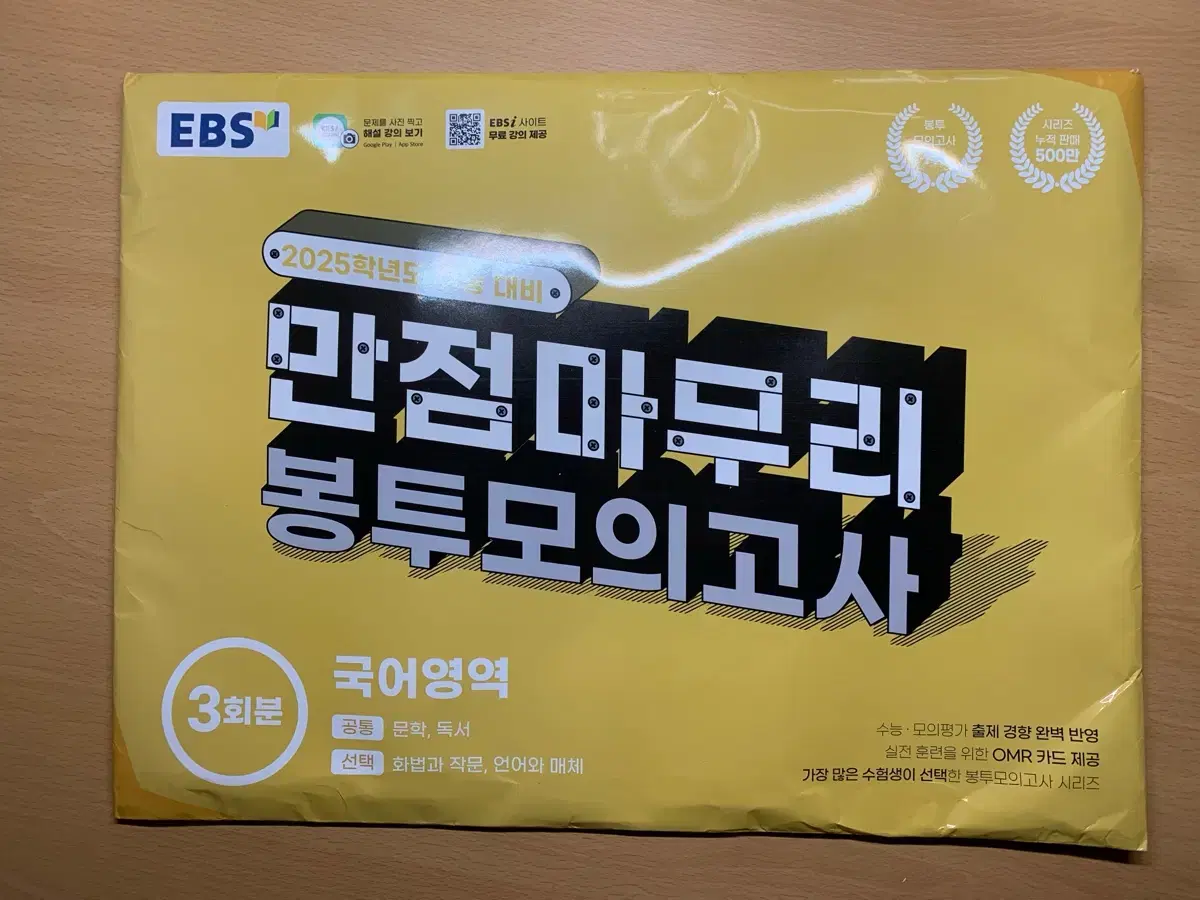 EBS
문제를 사진 찍고
해설 강의 보기
Google Play | App Store
EBSi 사이트
무료 강의 제공
봉투
모의고사
시리즈
누적 판매
500만
2025학년도 대비
만점마무리
봉투모의고사
3회분
국어영역
공통 문학, 독서
선택 화법과 작문, 언어와 매체
수능·모의평가 출제 경향 완벽 반영
실전 훈련을 위한 OMR 카드 제공
가장 많은 수험생이 선택한 봉투모의고사 시리즈